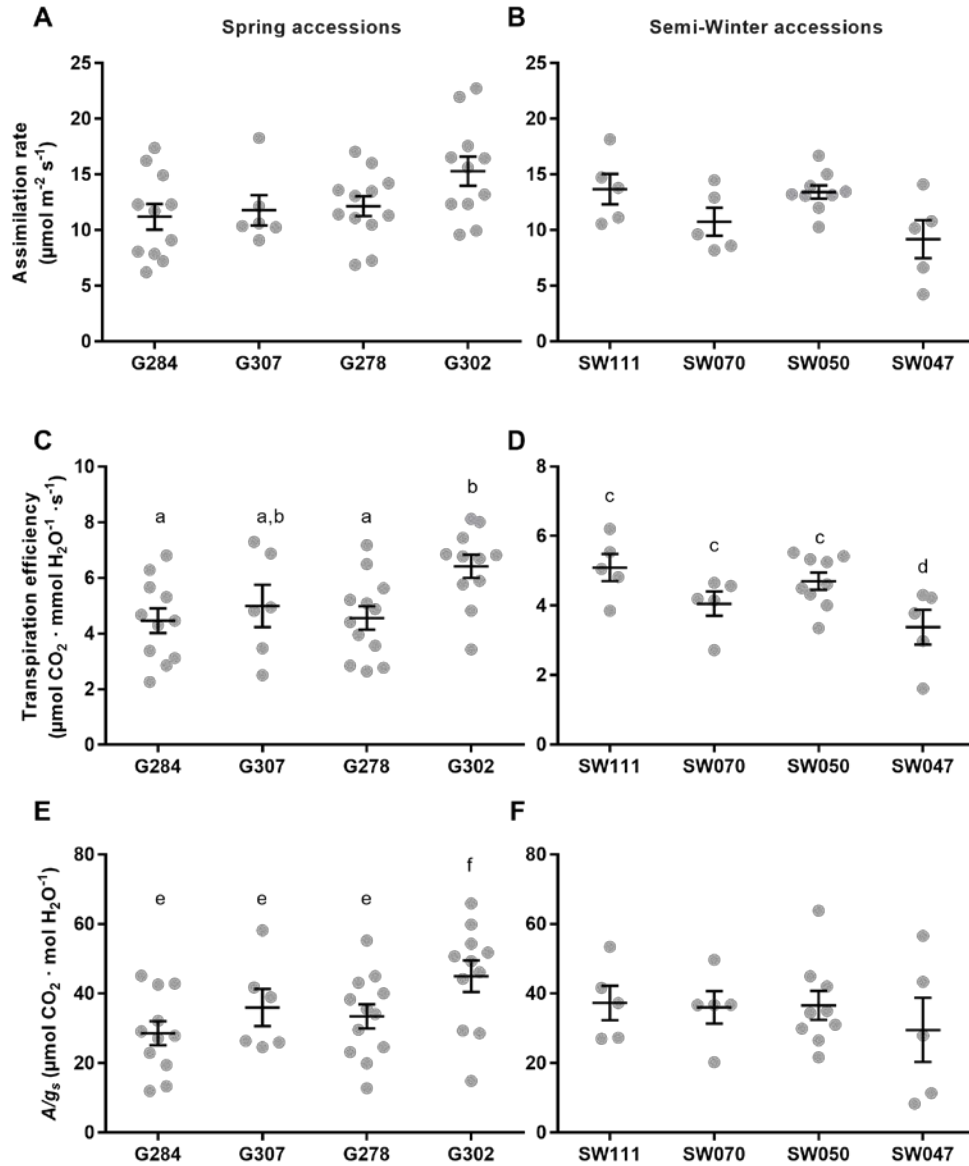 A
Spring accessions
B
Semi-Winter accessions
Assimilation rate
(µmol m⁻² s⁻¹)
25
20
15
10
5
0
G284 G307 G278 G302
25
20
15
10
5
0
SW111 SW070 SW050 SW047
C
Transpiration efficiency
(µmol CO₂ · mmol H₂O⁻¹ ·s⁻¹)
10
8
6
4
2
0
a a,b a b
G284 G307 G278 G302
D
8
6
4
2
0
c c c d
SW111 SW070 SW050 SW047
E
A/gₛ (µmol CO₂ · mol H₂O⁻¹)
80
60
40
20
0
e e e f
G284 G307 G278 G302
F
80
60
40
20
0
SW111 SW070 SW050 SW047